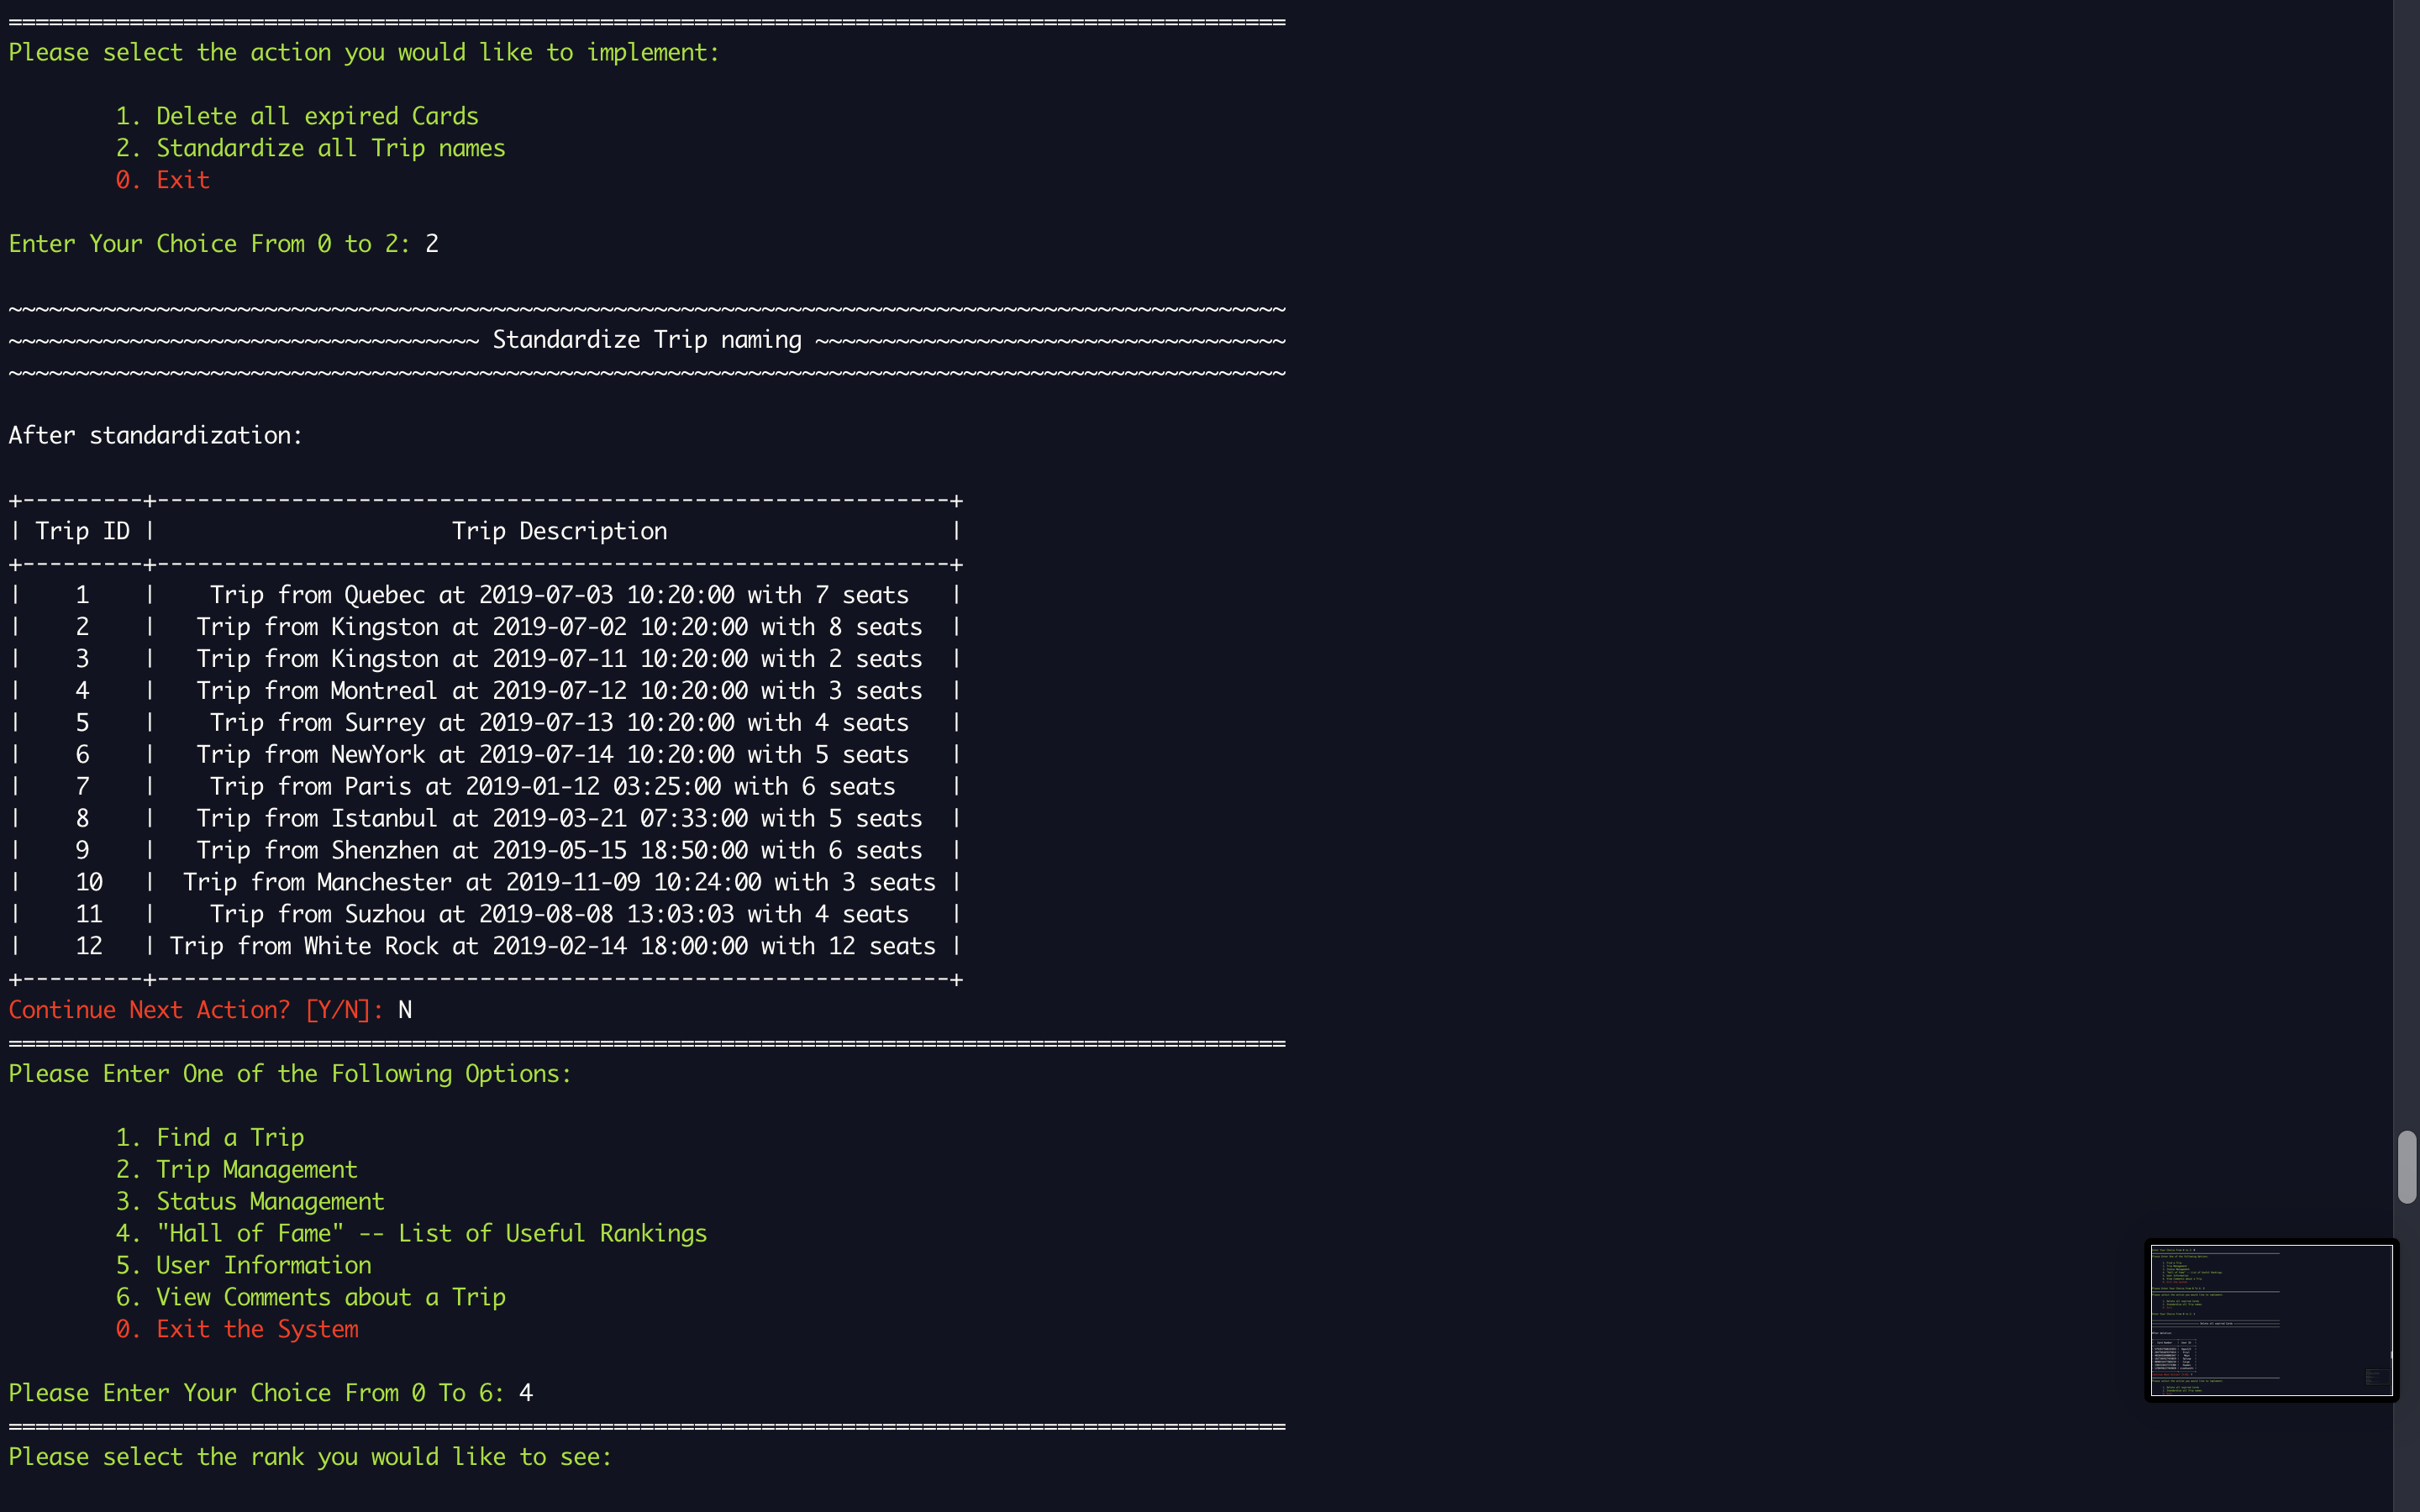 ===============================================================================================
Please select the action you would like to implement:
1. Delete all expired Cards
2. Standardize all Trip names
0. Exit
Enter Your Choice From 0 to 2: 2
~~~~~~~~~~~~~~~~~~~~~~~~~~~~~~~~~~~~~~~~~~~~~~~~~~~~~~~~~~~~~~~~~~~~~~~~~~~~~~~~~~~~~~~~~~~~~~~
~~~~~~~~~~~~~~~~~~~~~~~~~~~~~~~~~~~ Standardize Trip naming ~~~~~~~~~~~~~~~~~~~~~~~~~~~~~~~~~~~
~~~~~~~~~~~~~~~~~~~~~~~~~~~~~~~~~~~~~~~~~~~~~~~~~~~~~~~~~~~~~~~~~~~~~~~~~~~~~~~~~~~~~~~~~~~~~~~
After standardization:
+---------+-----------------------------------------------------------+
| Trip ID |                      Trip Description                     |
+---------+-----------------------------------------------------------+
|    1    |    Trip from Quebec at 2019-07-03 10:20:00 with 7 seats   |
|    2    |   Trip from Kingston at 2019-07-02 10:20:00 with 8 seats  |
|    3    |   Trip from Kingston at 2019-07-11 10:20:00 with 2 seats  |
|    4    |   Trip from Montreal at 2019-07-12 10:20:00 with 3 seats  |
|    5    |    Trip from Surrey at 2019-07-13 10:20:00 with 4 seats   |
|    6    |   Trip from NewYork at 2019-07-14 10:20:00 with 5 seats   |
|    7    |    Trip from Paris at 2019-01-12 03:25:00 with 6 seats    |
|    8    |   Trip from Istanbul at 2019-03-21 07:33:00 with 5 seats  |
|    9    |   Trip from Shenzhen at 2019-05-15 18:50:00 with 6 seats  |
|    10   |  Trip from Manchester at 2019-11-09 10:24:00 with 3 seats |
|    11   |    Trip from Suzhou at 2019-08-08 13:03:03 with 4 seats   |
|    12   | Trip from White Rock at 2019-02-14 18:00:00 with 12 seats |
+---------+-----------------------------------------------------------+
Continue Next Action? [Y/N]: N
===============================================================================================
Please Enter One of the Following Options:
1. Find a Trip
2. Trip Management
3. Status Management
4. "Hall of Fame" -- List of Useful Rankings
5. User Information
6. View Comments about a Trip
0. Exit the System
Please Enter Your Choice From 0 To 6: 4
===============================================================================================
Please select the rank you would like to see: